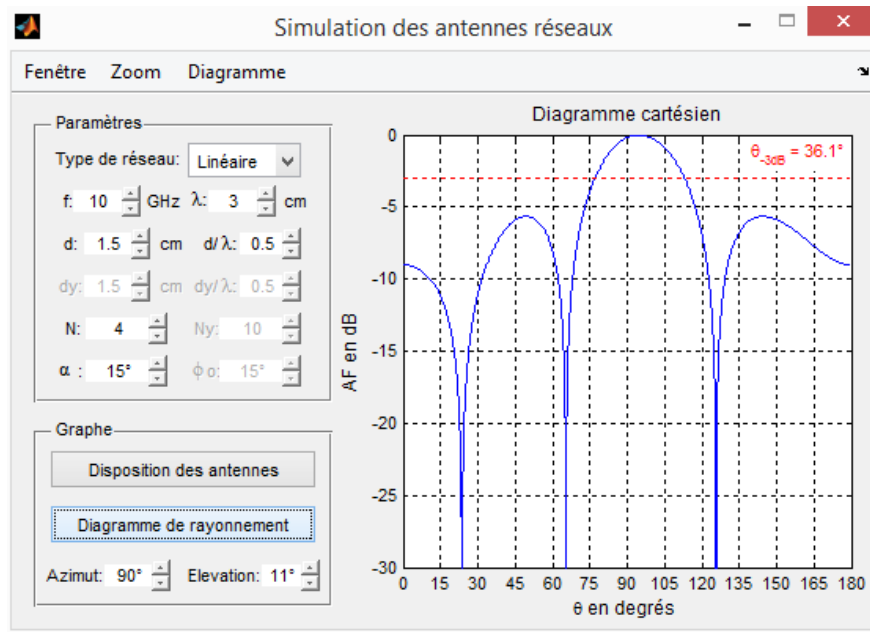 Simulation des antennes réseaux
Fenêtre Zoom Diagramme
Paramètres
Type de réseau: Linéaire
f: 10 GHz λ: 3 cm
d: 1.5 cm d/λ: 0.5
dy: 1.5 cm dy/λ: 0.5
N: 4 Ny: 10
α : 15° ϕo: 15°
Graphe
Disposition des antennes
Diagramme de rayonnement
Azimut: 90° Elevation: 11°
Diagramme cartésien
θ-3dB = 36.1°
0
-5
-10
-15
-20
-25
-30
AF en dB
0 15 30 45 60 75 90 105 120 135 145 165 180
θ en degrés